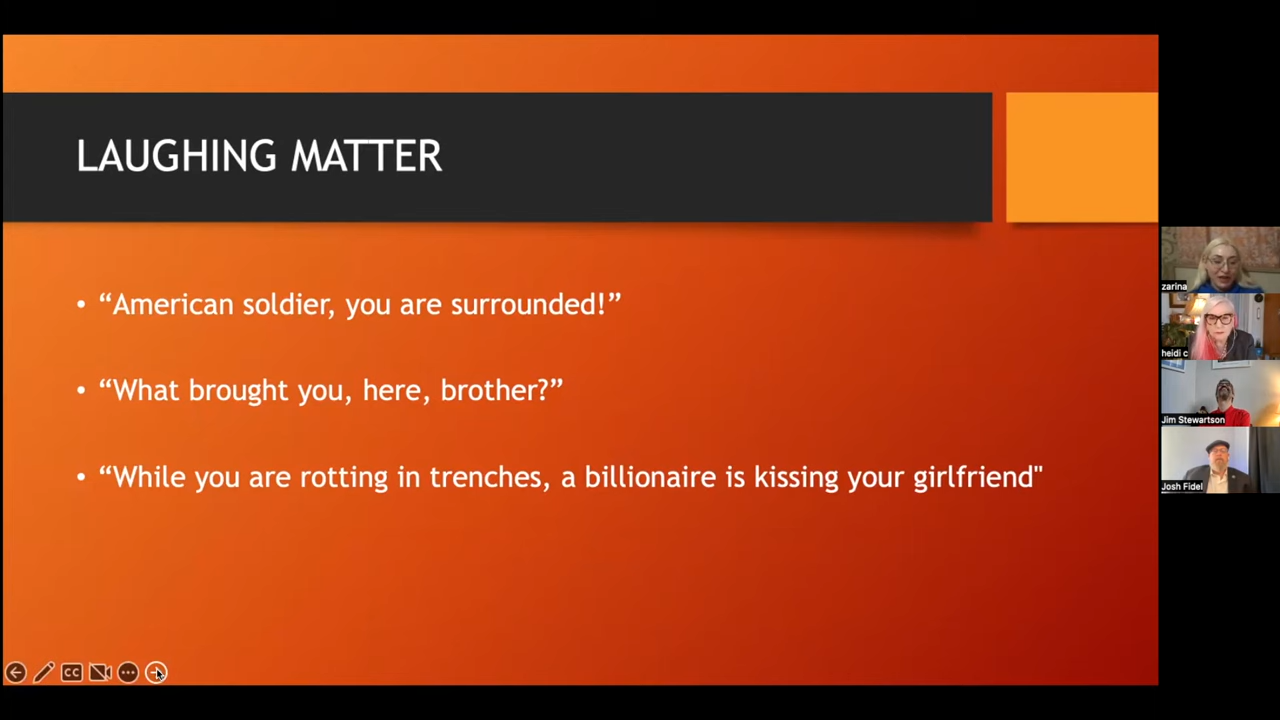 LAUGHING MATTER
• “American soldier, you are surrounded!”
• “What brought you, here, brother?”
• “While you are rotting in trenches, a billionaire is kissing your girlfriend"
zarina
heidi c
Jim Stewartson
Josh Fidel
CC